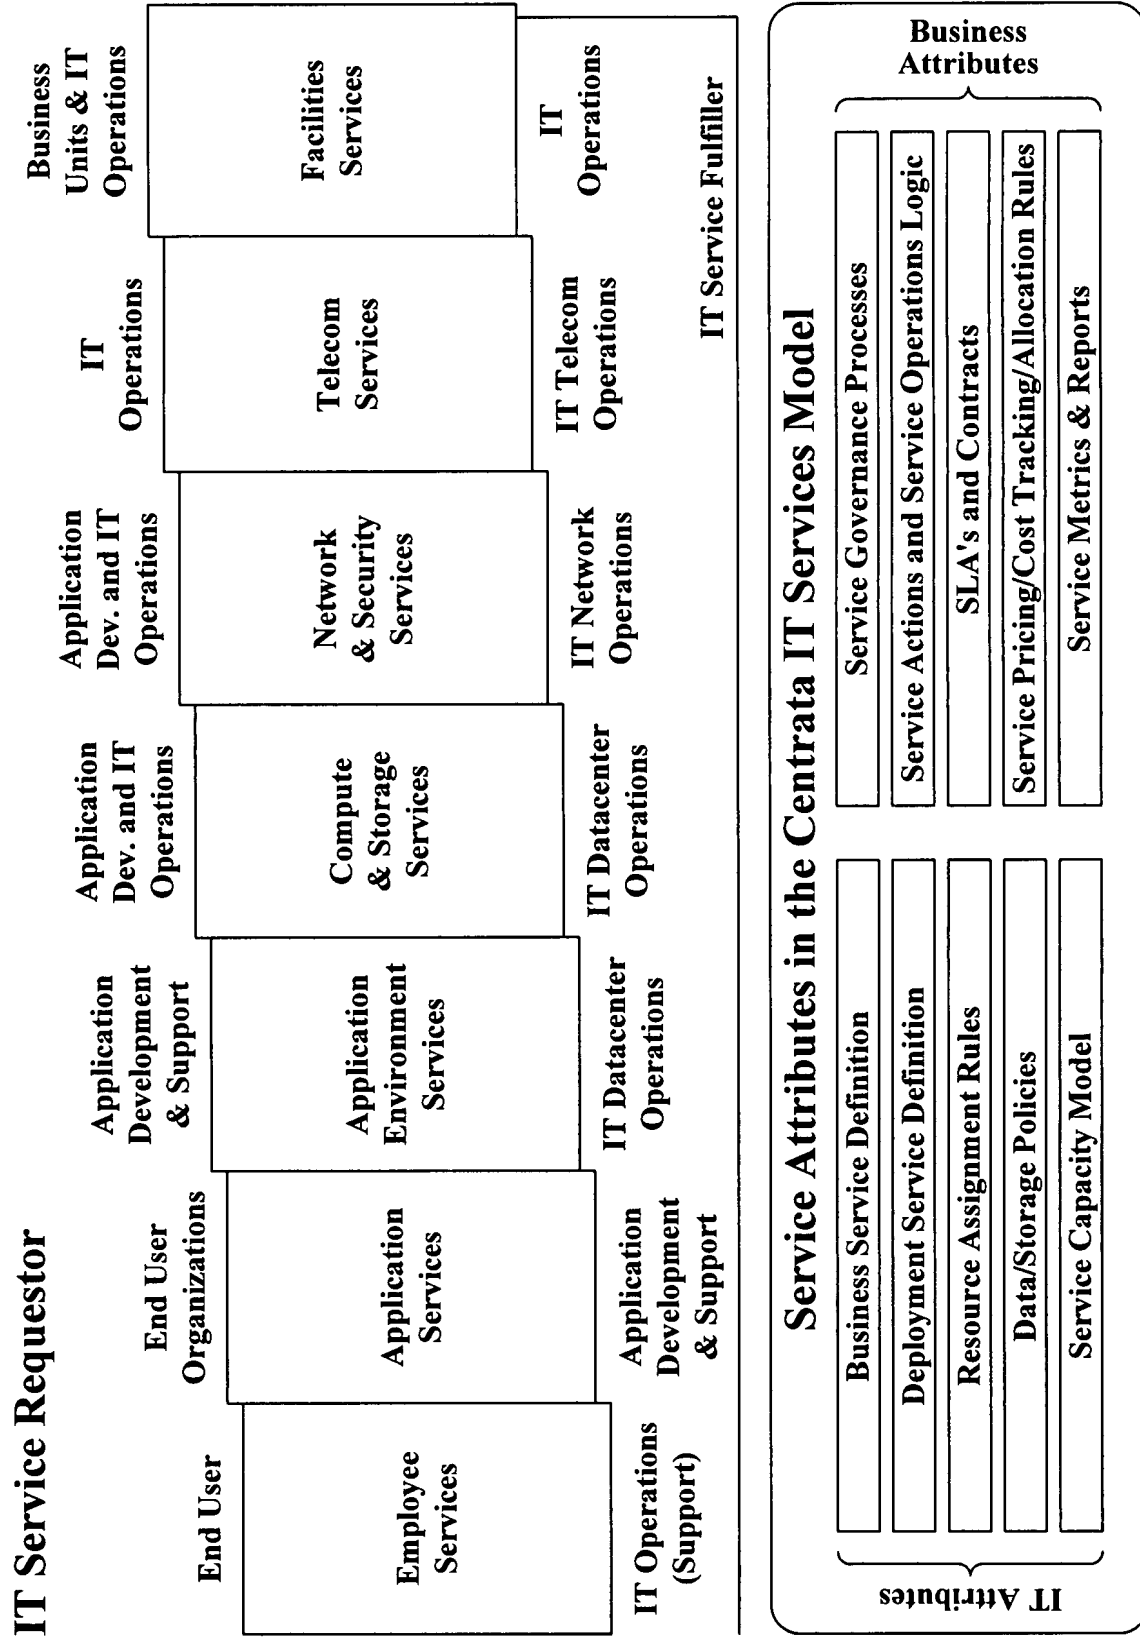 IT Service Requestor
End User
End User
Organizations
Application
Development
& Support
Application
Dev. and IT
Operations
Application
Dev. and IT
Operations
IT
Operations
Business
Units & IT
Operations
Employee
Services
Application
Services
Application
Environment
Services
Compute
& Storage
Services
Network
& Security
Services
Telecom
Services
Facilities
Services
IT Operations
(Support)
Application
Development
& Support
IT Datacenter
Operations
IT Datacenter
Operations
IT Network
Operations
IT Telecom
Operations
IT
Operations
IT Service Fulfiller
Service Attributes in the Centrata IT Services Model
IT Attributes
Business Service Definition
Deployment Service Definition
Resource Assignment Rules
Data/Storage Policies
Service Capacity Model
Service Governance Processes
Service Actions and Service Operations Logic
SLA's and Contracts
Service Pricing/Cost Tracking/Allocation Rules
Service Metrics & Reports
Business
Attributes